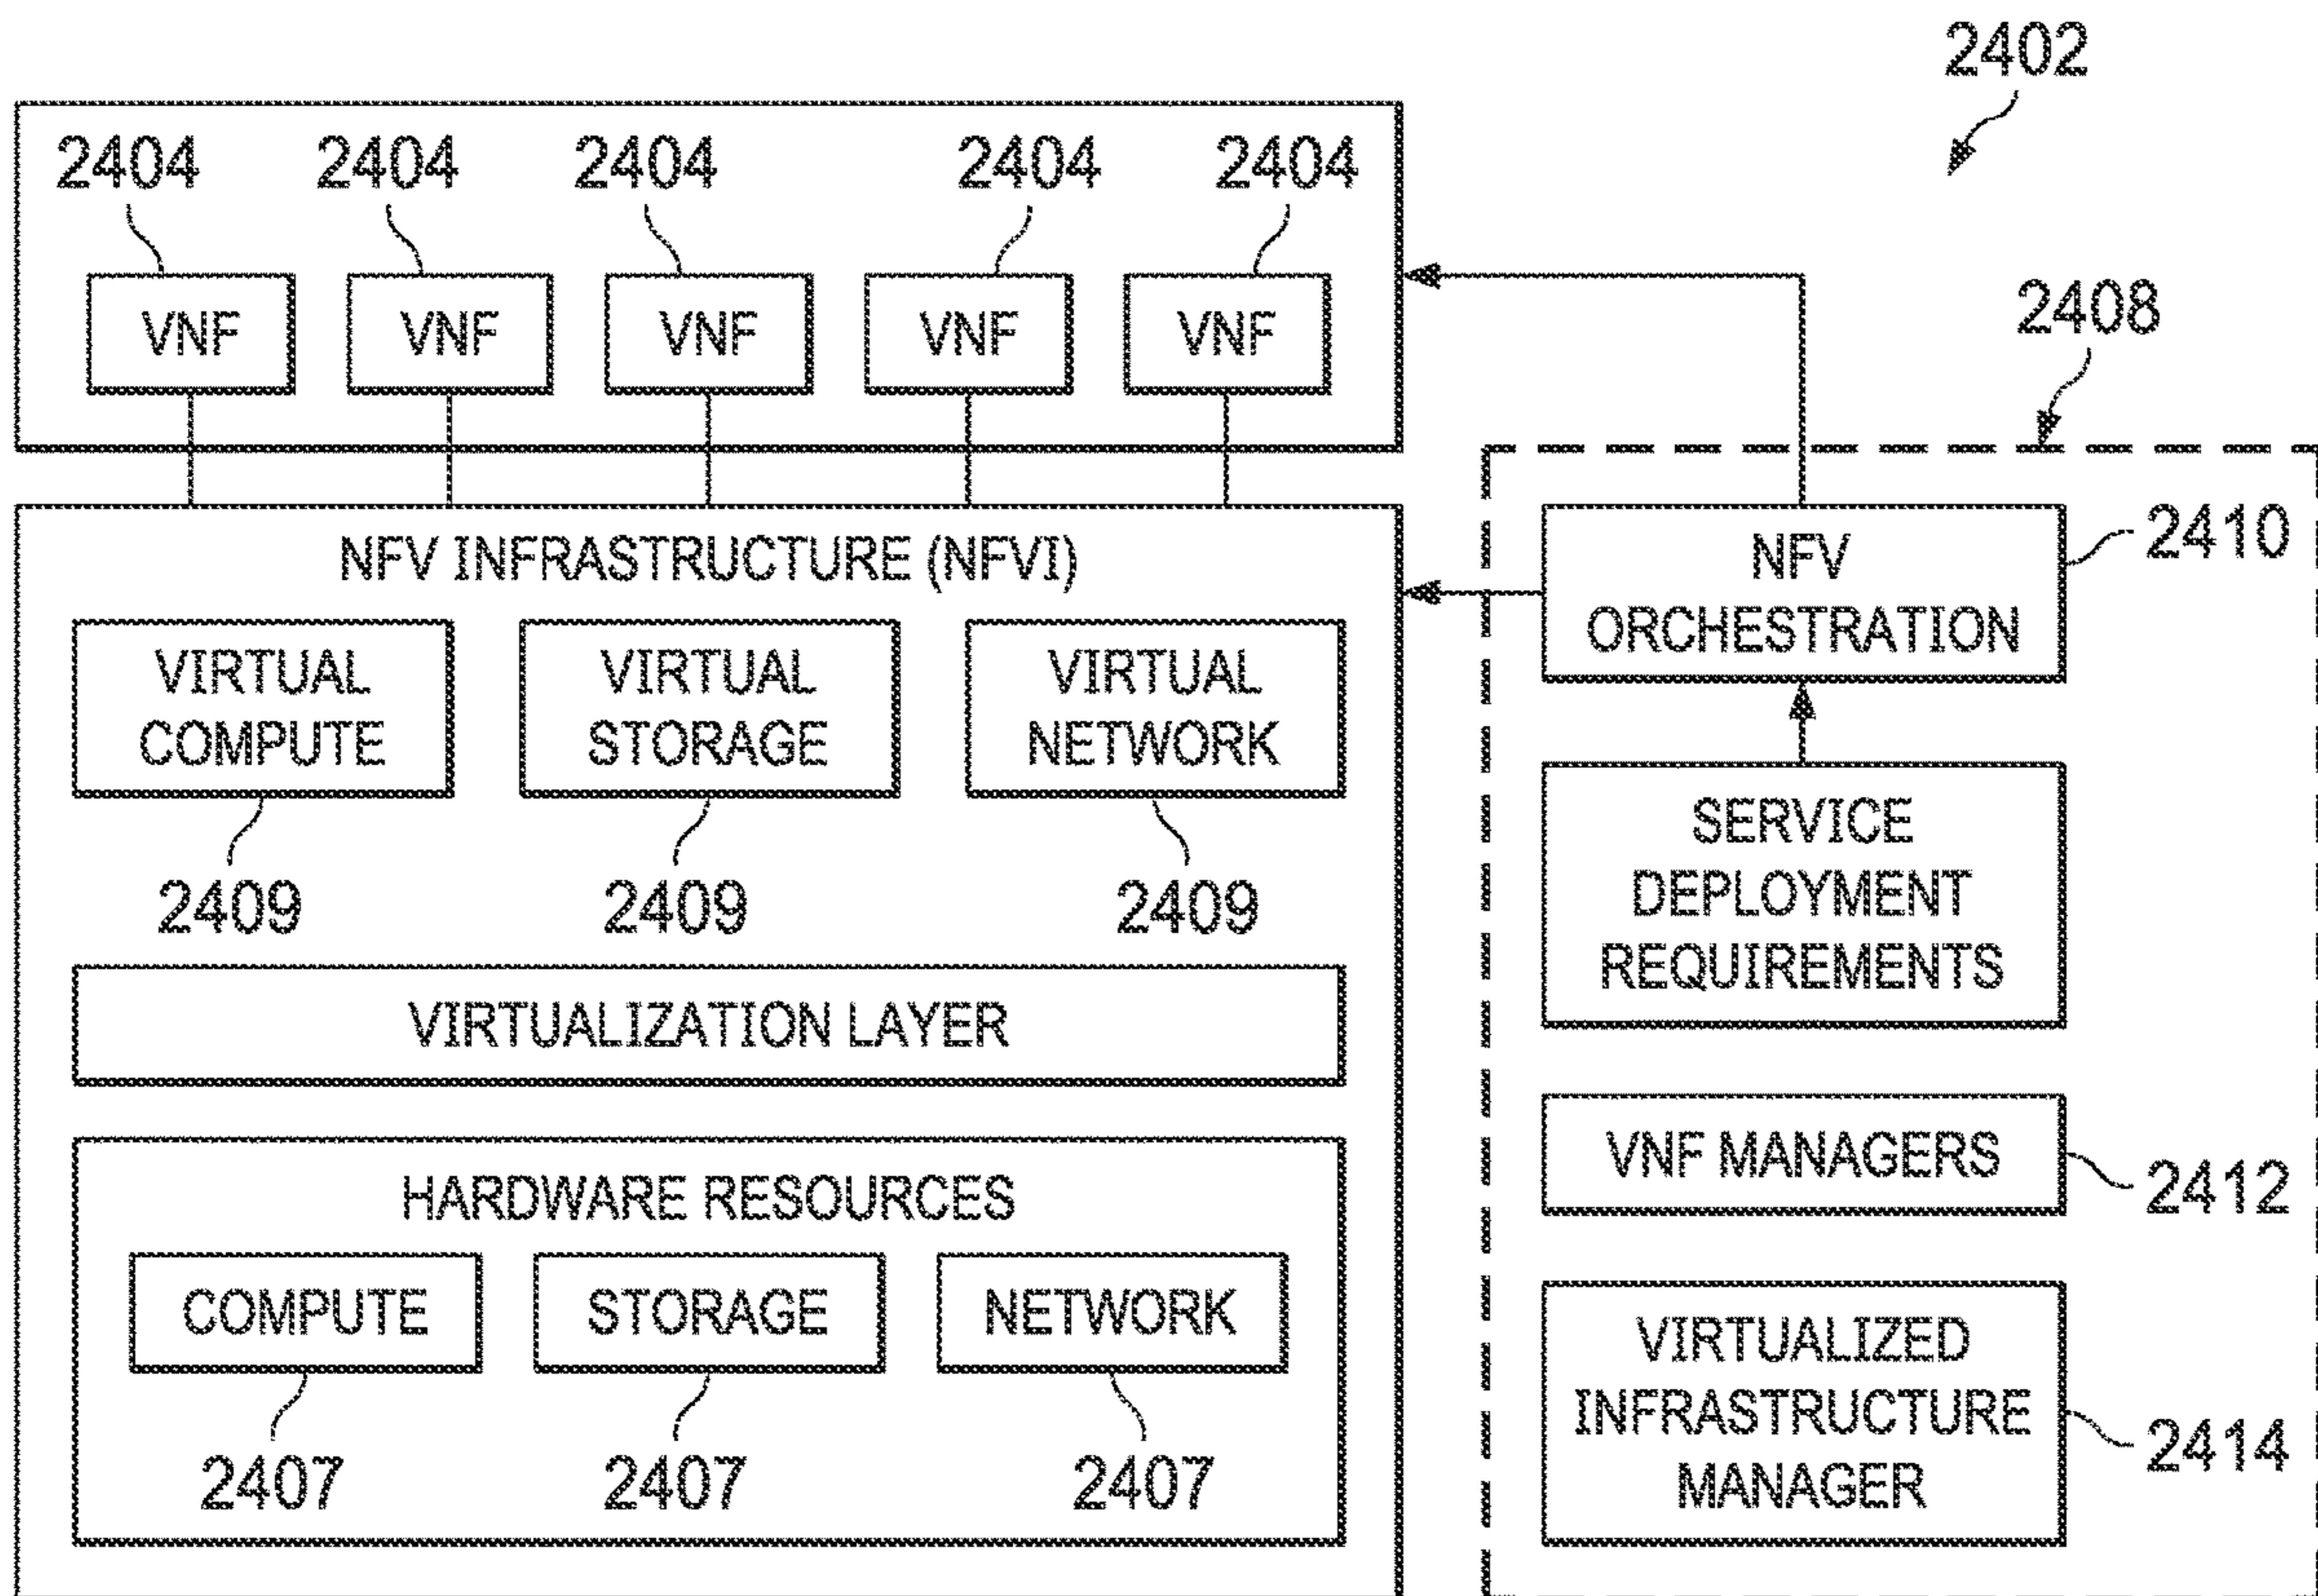 2402
2404 2404 2404 2404 2404
VNF VNF VNF VNF VNF
2408
NFV INFRASTRUCTURE (NFVI)
VIRTUAL
COMPUTE
VIRTUAL
STORAGE
VIRTUAL
NETWORK
2409 2409 2409
VIRTUALIZATION LAYER
HARDWARE RESOURCES
COMPUTE STORAGE NETWORK
2407 2407 2407
NFV
ORCHESTRATION
2410
SERVICE
DEPLOYMENT
REQUIREMENTS
VNF MANAGERS
2412
VIRTUALIZED
INFRASTRUCTURE
MANAGER
2414